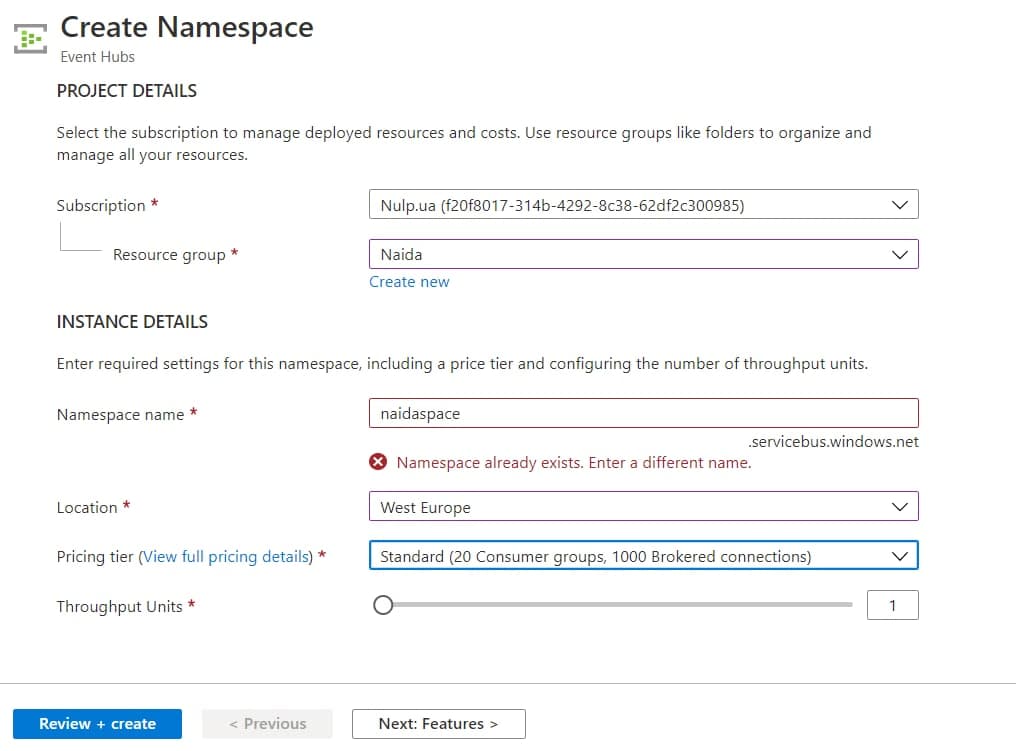 Create Namespace
Event Hubs
PROJECT DETAILS
Select the subscription to manage deployed resources and costs. Use resource groups like folders to organize and
manage all your resources.
Subscription *
Nulp.ua (f20f8017-314b-4292-8c38-62df2c300985)
Resource group *
Naida
Create new
INSTANCE DETAILS
Enter required settings for this namespace, including a price tier and configuring the number of throughput units.
Namespace name *
naidaspace
.servicebus.windows.net
Namespace already exists. Enter a different name.
Location *
West Europe
Pricing tier (View full pricing details) *
Standard (20 Consumer groups, 1000 Brokered connections)
Throughput Units *
1
Review + create
< Previous
Next: Features >